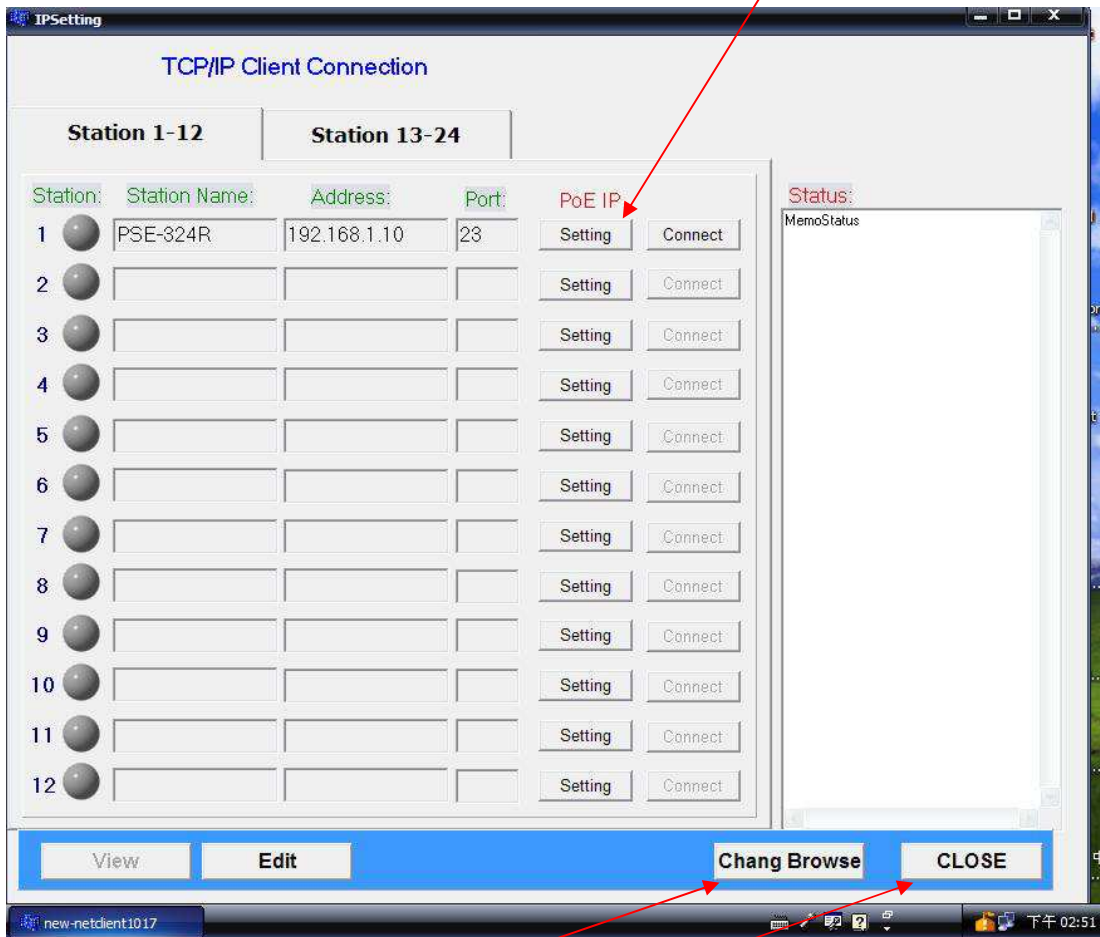 IPSetting
TCP/IP Client Connection
Station 1-12 Station 13-24
Station: Station Name: Address: Port: PoE IP Status:
MemoStatus
1 PSE-324R 192.168.1.10 23 Setting Connect
2 Setting Connect
3 Setting Connect
4 Setting Connect
5 Setting Connect
6 Setting Connect
7 Setting Connect
8 Setting Connect
9 Setting Connect
10 Setting Connect
11 Setting Connect
12 Setting Connect
View Edit Chang Browse CLOSE
new-netclient1017 下午 02:51